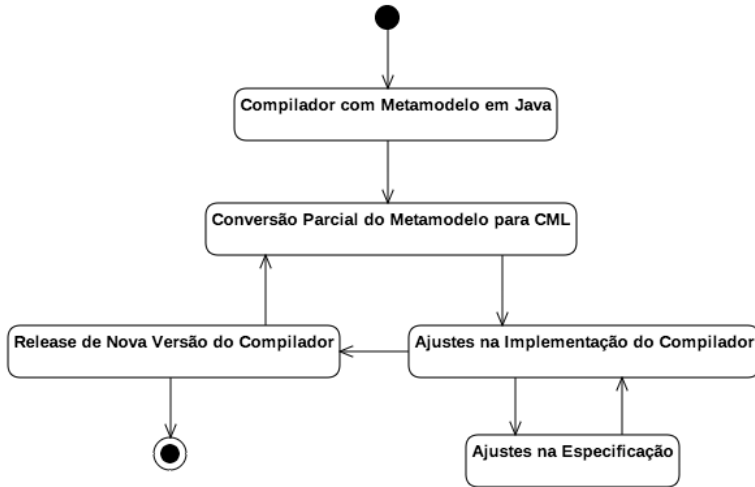 Compilador com Metamodelo em Java
Conversão Parcial do Metamodelo para CML
Release de Nova Versão do Compilador
Ajustes na Implementação do Compilador
Ajustes na Especificação